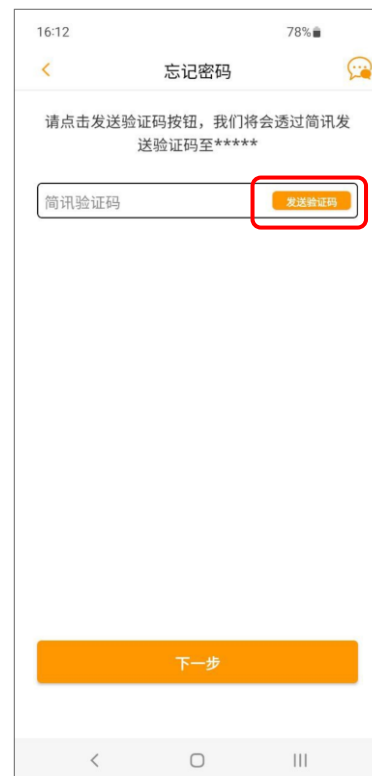 16:12 78%
忘记密码
请点击发送验证码按钮，我们将会透过简讯发
送验证码至*****
简讯验证码 发送验证码
下一步